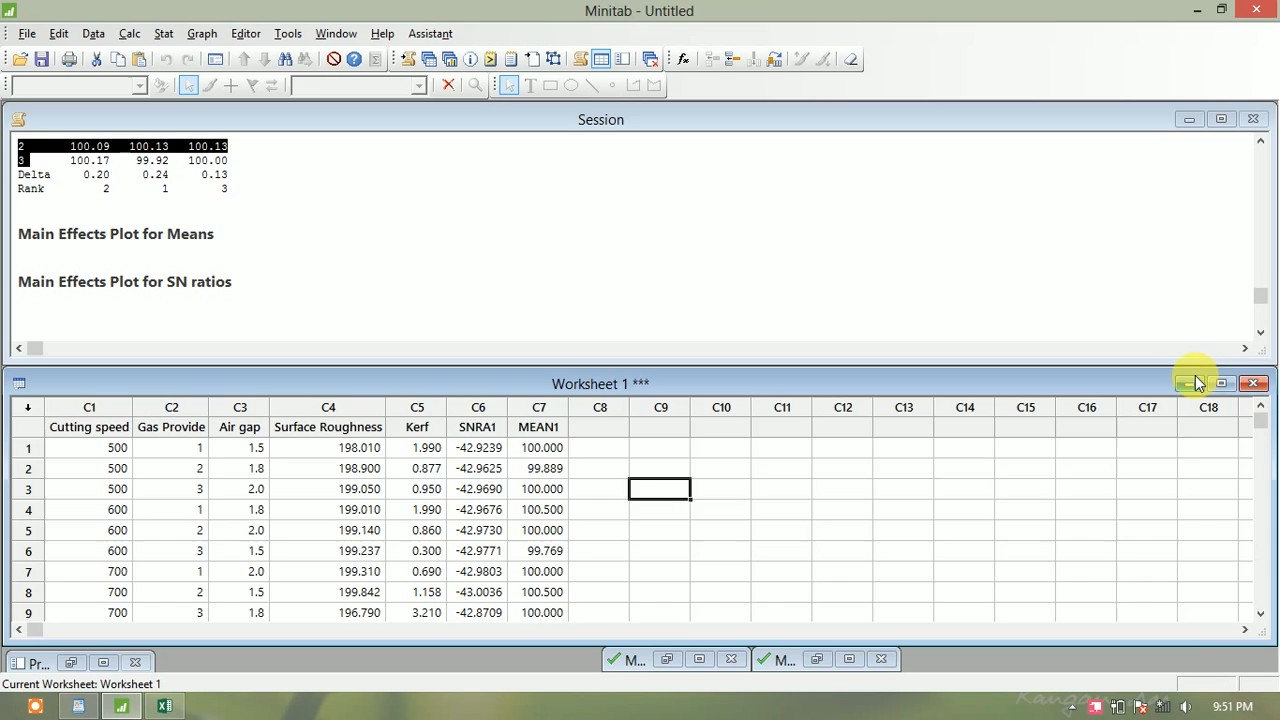 Minitab - Untitled
File Edit Data Calc Stat Graph Editor Tools Window Help Assistant
Session
2 100.09 100.13 100.13
3 100.17 99.92 100.00
Delta 0.20 0.24 0.13
Rank 2 1 3
Main Effects Plot for Means
Main Effects Plot for SN ratios
Worksheet 1 ***
C1 C2 C3 C4 C5 C6 C7 C8 C9 C10 C11 C12 C13 C14 C15 C16 C17 C18
Cutting speed Gas Provide Air gap Surface Roughness Kerf SNRA1 MEAN1
1 500 1 1.5 198.010 1.990 -42.9239 100.000
2 500 2 1.8 198.900 0.877 -42.9625 99.889
3 500 3 2.0 199.050 0.950 -42.9690 100.000
4 600 1 1.8 199.010 1.990 -42.9676 100.500
5 600 2 2.0 199.140 0.860 -42.9730 100.000
6 600 3 1.5 199.237 0.300 -42.9771 99.769
7 700 1 2.0 199.310 0.690 -42.9803 100.000
8 700 2 1.5 199.842 1.158 -43.0036 100.500
9 700 3 1.8 196.790 3.210 -42.8709 100.000
Pr... M... M...
Current Worksheet: Worksheet 1
9:51 PM